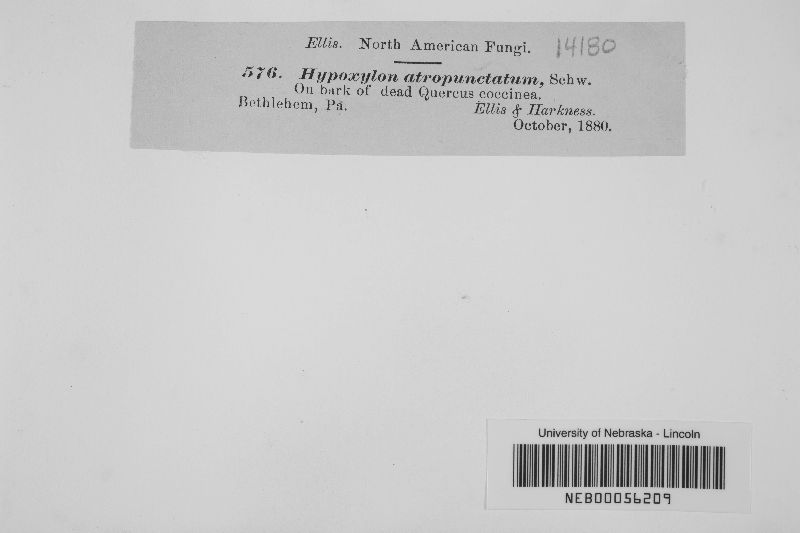 Ellis. North American Fungi. 14180
576. Hypoxylon atropunctatum, Schw.
On bark of dead Quercus coccinea.
Bethlehem, Pa. Ellis & Harkness.
October, 1880.
University of Nebraska - Lincoln
NEB00056209